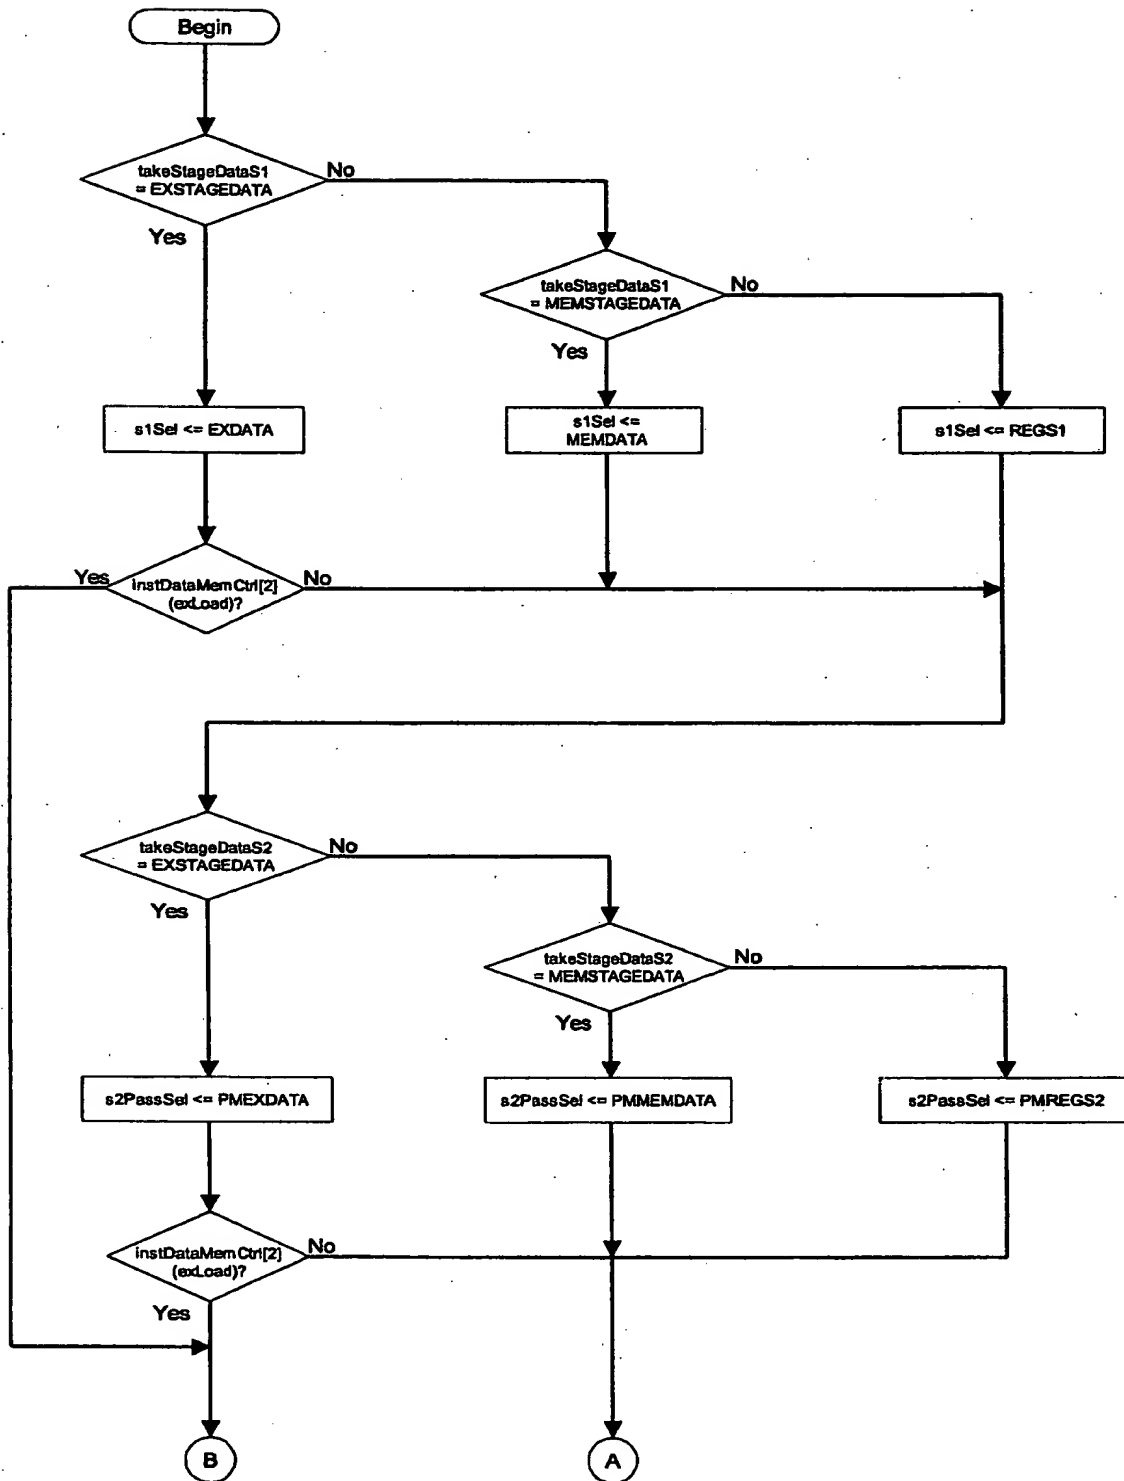 Begin
takeStageDataS1
= EXSTAGEDATA
No
Yes
takeStageDataS1
= MEMSTAGEDATA
No
Yes
s1Sel <= EXDATA
s1Sel <=
MEMDATA
s1Sel <= REGS1
Yes
instDataMemCtrl[2]
(exLoad)?
No
takeStageDataS2
= EXSTAGEDATA
No
Yes
takeStageDataS2
= MEMSTAGEDATA
No
Yes
s2PassSel <= PMEXDATA
s2PassSel <= PMMEMDATA
s2PassSel <= PMREGS2
instDataMemCtrl[2]
(exLoad)?
No
Yes
B
A